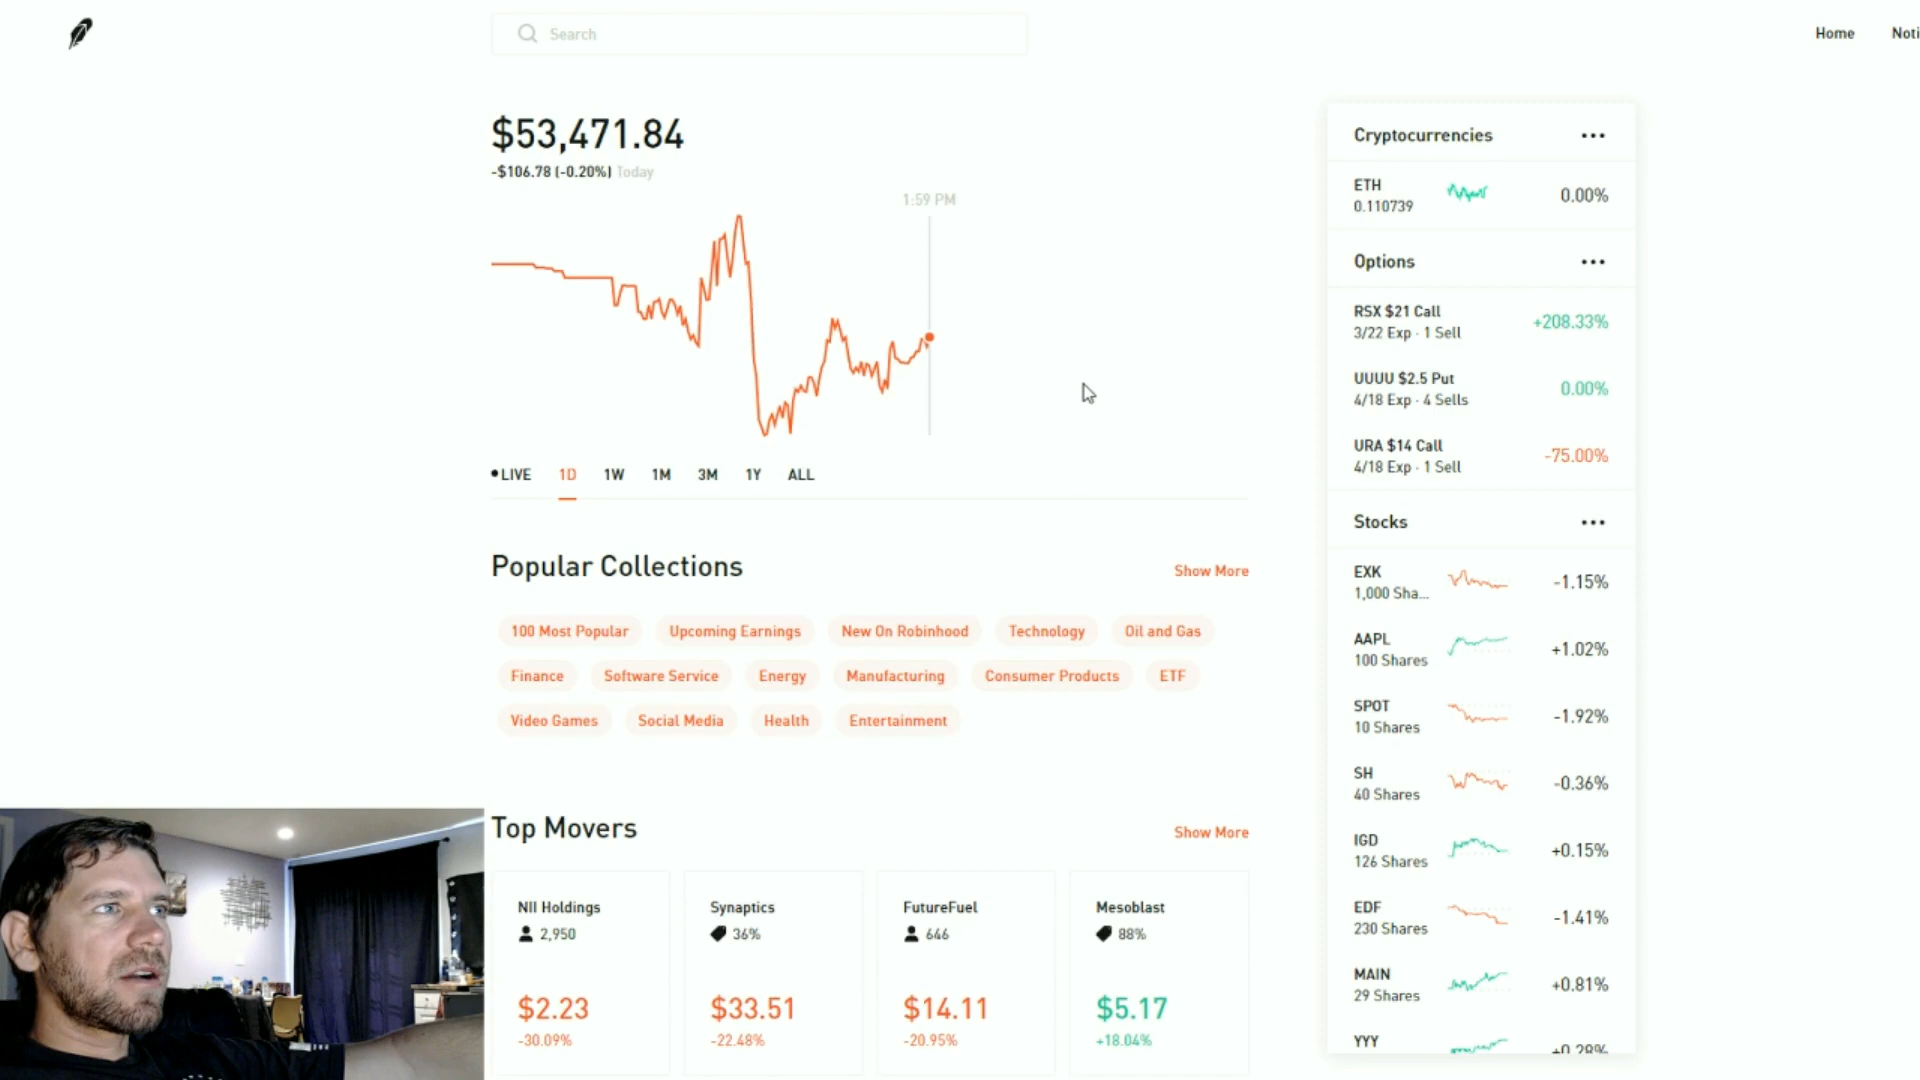 Search
Home
Noti
$53,471.84
-$106.78 (-0.20%) Today
1:59 PM
LIVE 1D 1W 1M 3M 1Y ALL
Popular Collections
Show More
100 Most Popular
Upcoming Earnings
New On Robinhood
Technology
Oil and Gas
Finance
Software Service
Energy
Manufacturing
Consumer Products
ETF
Video Games
Social Media
Health
Entertainment
Top Movers
Show More
NII Holdings
2,950
$2.23
-30.09%
Synaptics
36%
$33.51
-22.48%
FutureFuel
646
$14.11
-20.95%
Mesoblast
88%
$5.17
+18.04%
Cryptocurrencies
ETH
0.110739
0.00%
Options
RSX $21 Call
3/22 Exp · 1 Sell
+208.33%
UUUU $2.5 Put
4/18 Exp · 4 Sells
0.00%
URA $14 Call
4/18 Exp · 1 Sell
-75.00%
Stocks
EXK
1,000 Sha...
-1.15%
AAPL
100 Shares
+1.02%
SPOT
10 Shares
-1.92%
SH
40 Shares
-0.36%
IGD
126 Shares
+0.15%
EDF
230 Shares
-1.41%
MAIN
29 Shares
+0.81%
YYY
+0.28%